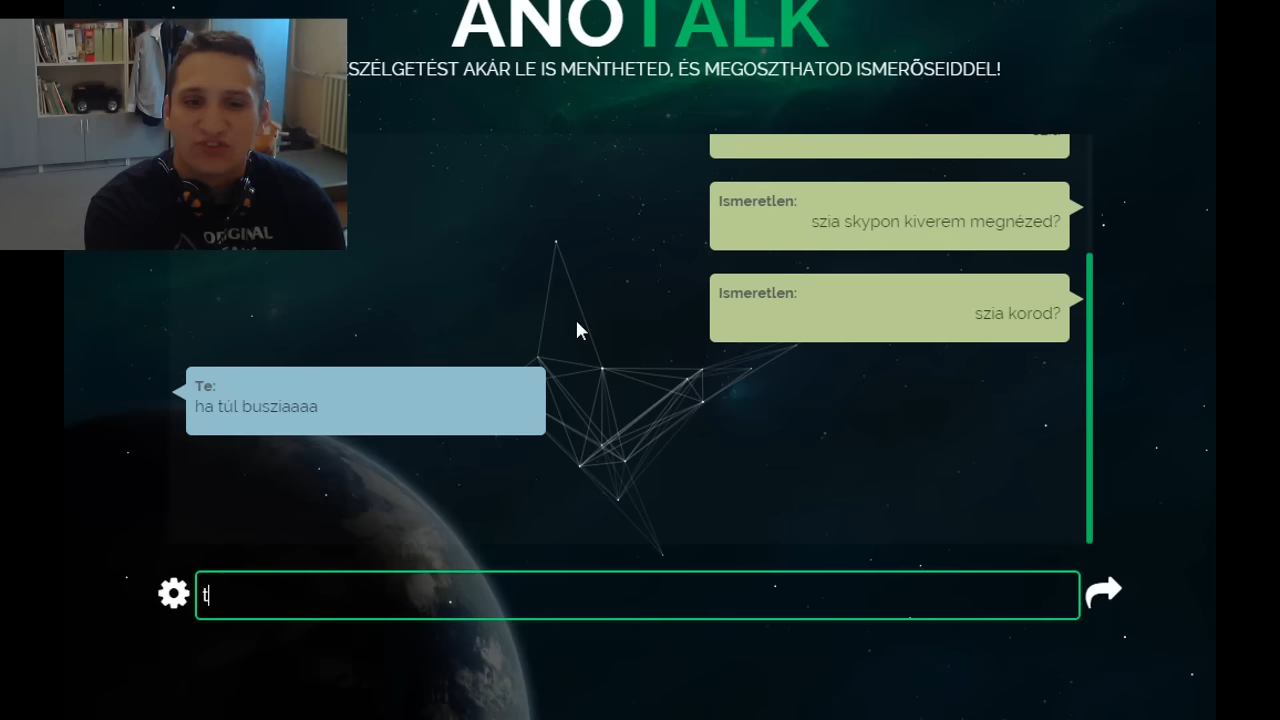 ANOTALK
SZÉLGETÉST AKÁR LE IS MENTHETED, ÉS MEGOSZTHATOD ISMERŐSEIDDEL!
Ismeretlen:
szia skypon kiverem megnézed?
Ismeretlen:
szia korod?
Te:
ha túl busziaaaa
t
ORIGINAL